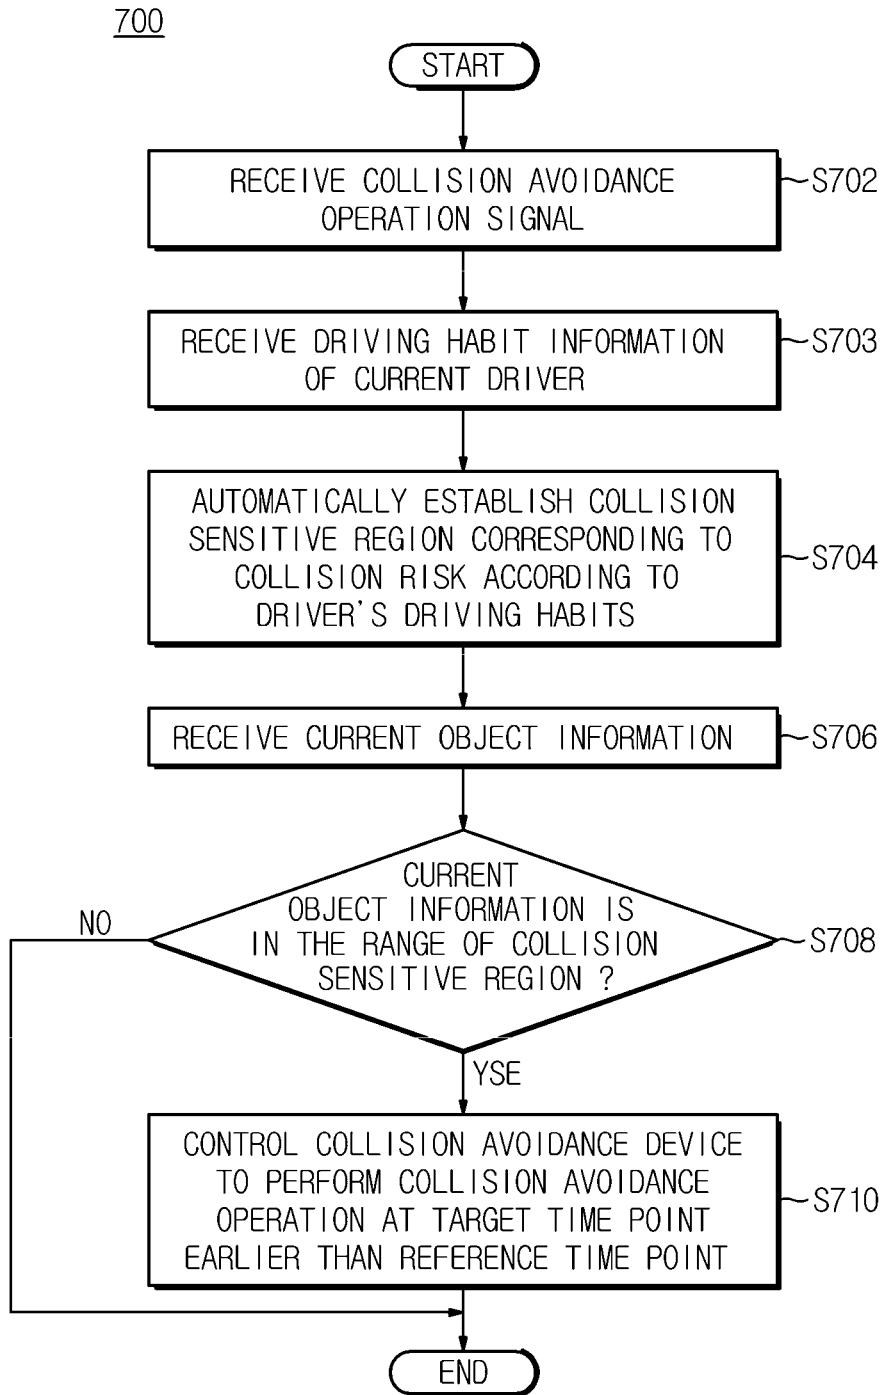 700
START
RECEIVE COLLISION AVOIDANCE
OPERATION SIGNAL
S702
RECEIVE DRIVING HABIT INFORMATION
OF CURRENT DRIVER
S703
AUTOMATICALLY ESTABLISH COLLISION
SENSITIVE REGION CORRESPONDING TO
COLLISION RISK ACCORDING TO
DRIVER'S DRIVING HABITS
S704
RECEIVE CURRENT OBJECT INFORMATION
S706
CURRENT
OBJECT INFORMATION IS
IN THE RANGE OF COLLISION
SENSITIVE REGION ?
S708
NO
YSE
CONTROL COLLISION AVOIDANCE DEVICE
TO PERFORM COLLISION AVOIDANCE
OPERATION AT TARGET TIME POINT
EARLIER THAN REFERENCE TIME POINT
S710
END